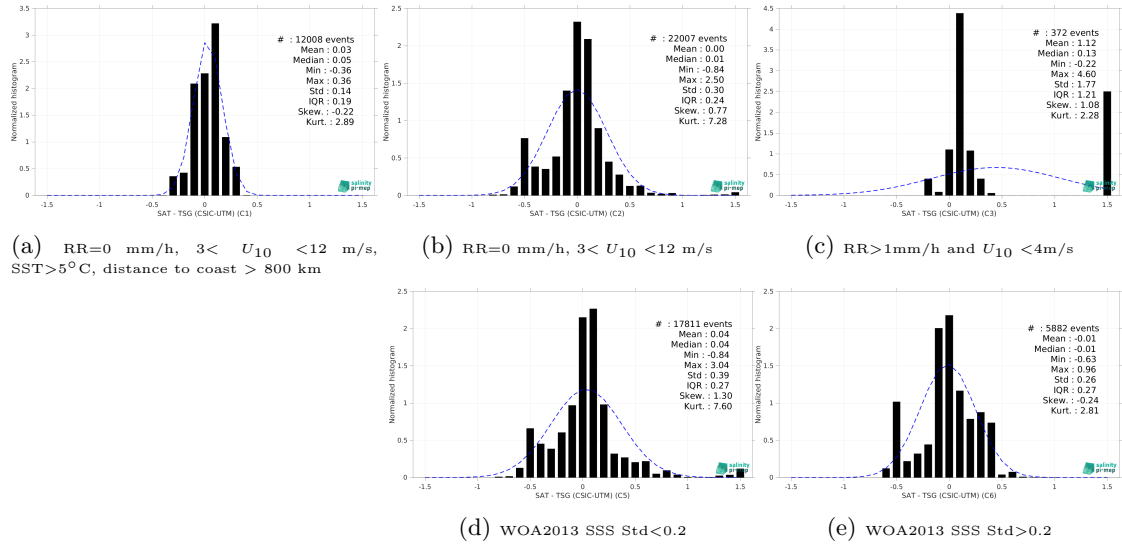 3.5
3
2.5
2
1.5
1
0.5
0
Normalized histogram
# : 12008 events
Mean : 0.03
Median : 0.05
Min : -0.36
Max : 0.36
Std : 0.14
IQR : 0.19
Skew. : -0.22
Kurt. : 2.89
salinity
pi-mep
-1.5 -1 -0.5 0 0.5 1 1.5
SAT - TSG (CSIC-UTM) (C1)
(a) RR=0 mm/h, 3< U10 <12 m/s,
SST>5°C, distance to coast > 800 km
2.5
2
1.5
1
0.5
0
Normalized histogram
# : 22007 events
Mean : 0.00
Median : 0.01
Min : -0.84
Max : 2.50
Std : 0.30
IQR : 0.24
Skew. : 0.77
Kurt. : 7.28
salinity
pi-mep
-1.5 -1 -0.5 0 0.5 1 1.5
SAT - TSG (CSIC-UTM) (C2)
(b) RR=0 mm/h, 3< U10 <12 m/s
4.5
4
3.5
3
2.5
2
1.5
1
0.5
0
Normalized histogram
# : 372 events
Mean : 1.12
Median : 0.13
Min : -0.22
Max : 4.60
Std : 1.77
IQR : 1.21
Skew. : 1.08
Kurt. : 2.28
salinity
pi-mep
-1.5 -1 -0.5 0 0.5 1 1.5
SAT - TSG (CSIC-UTM) (C3)
(c) RR>1mm/h and U10 <4m/s
2.5
2
1.5
1
0.5
0
Normalized histogram
# : 17811 events
Mean : 0.04
Median : 0.04
Min : -0.84
Max : 3.04
Std : 0.39
IQR : 0.27
Skew. : 1.30
Kurt. : 7.60
salinity
pi-mep
-1.5 -1 -0.5 0 0.5 1 1.5
SAT - TSG (CSIC-UTM) (C5)
(d) WOA2013 SSS Std<0.2
2.5
2
1.5
1
0.5
0
Normalized histogram
# : 5882 events
Mean : -0.01
Median : -0.01
Min : -0.63
Max : 0.96
Std : 0.26
IQR : 0.27
Skew. : -0.24
Kurt. : 2.81
salinity
pi-mep
-1.5 -1 -0.5 0 0.5 1 1.5
SAT - TSG (CSIC-UTM) (C6)
(e) WOA2013 SSS Std>0.2